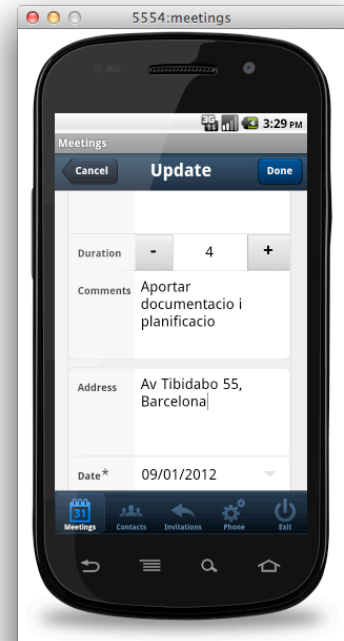 5554:meetings
3G 3:29 PM
Meetings
Cancel Update Done
Duration - 4 +
Comments Aportar
documentacio i
planificacio
Address Av Tibidabo 55,
Barcelona
Date* 09/01/2012
31
Meetings Contacts Invitations Phone Exit